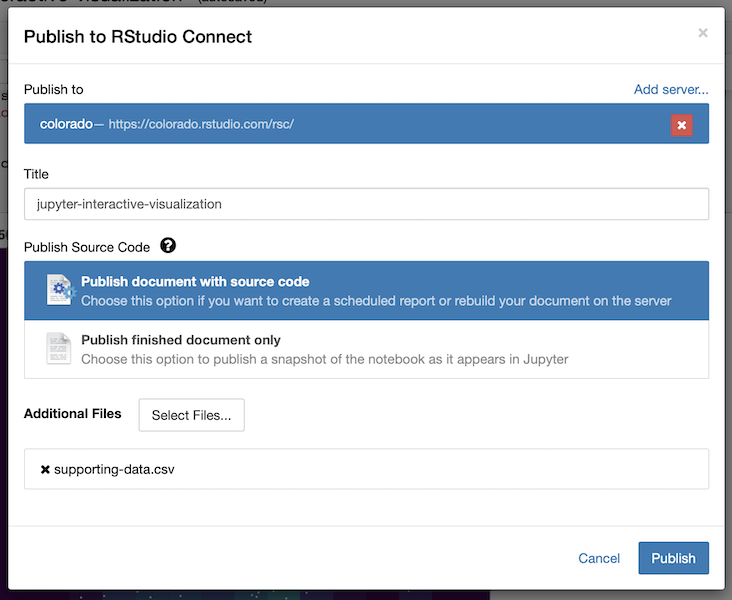 Publish to RStudio Connect
×
Publish to
Add server...
colorado— https://colorado.rstudio.com/rsc/
Title
jupyter-interactive-visualization
Publish Source Code ?
Publish document with source code
Choose this option if you want to create a scheduled report or rebuild your document on the server
Publish finished document only
Choose this option to publish a snapshot of the notebook as it appears in Jupyter
Additional Files
Select Files...
✖ supporting-data.csv
Cancel
Publish